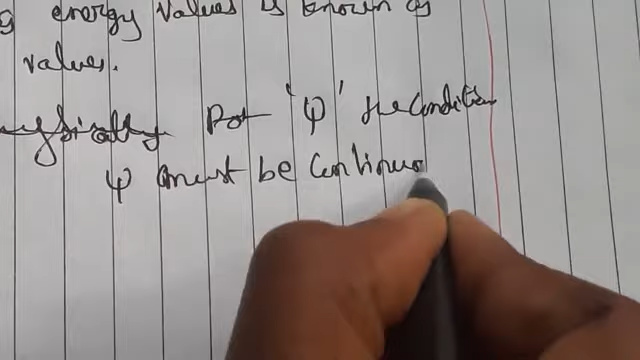 g energy values is known as
values.
For 'ψ' the condition
ψ must be continuo